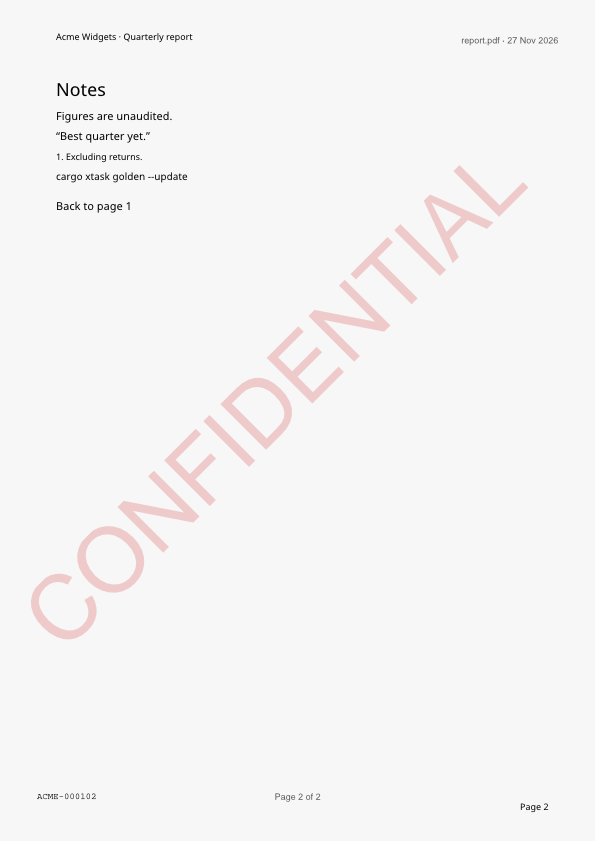 Acme Widgets · Quarterly report
report.pdf · 27 Nov 2026
Notes
Figures are unaudited.
“Best quarter yet.”
1. Excluding returns.
cargo xtask golden --update
Back to page 1
CONFIDENTIAL
ACME-000102
Page 2 of 2
Page 2